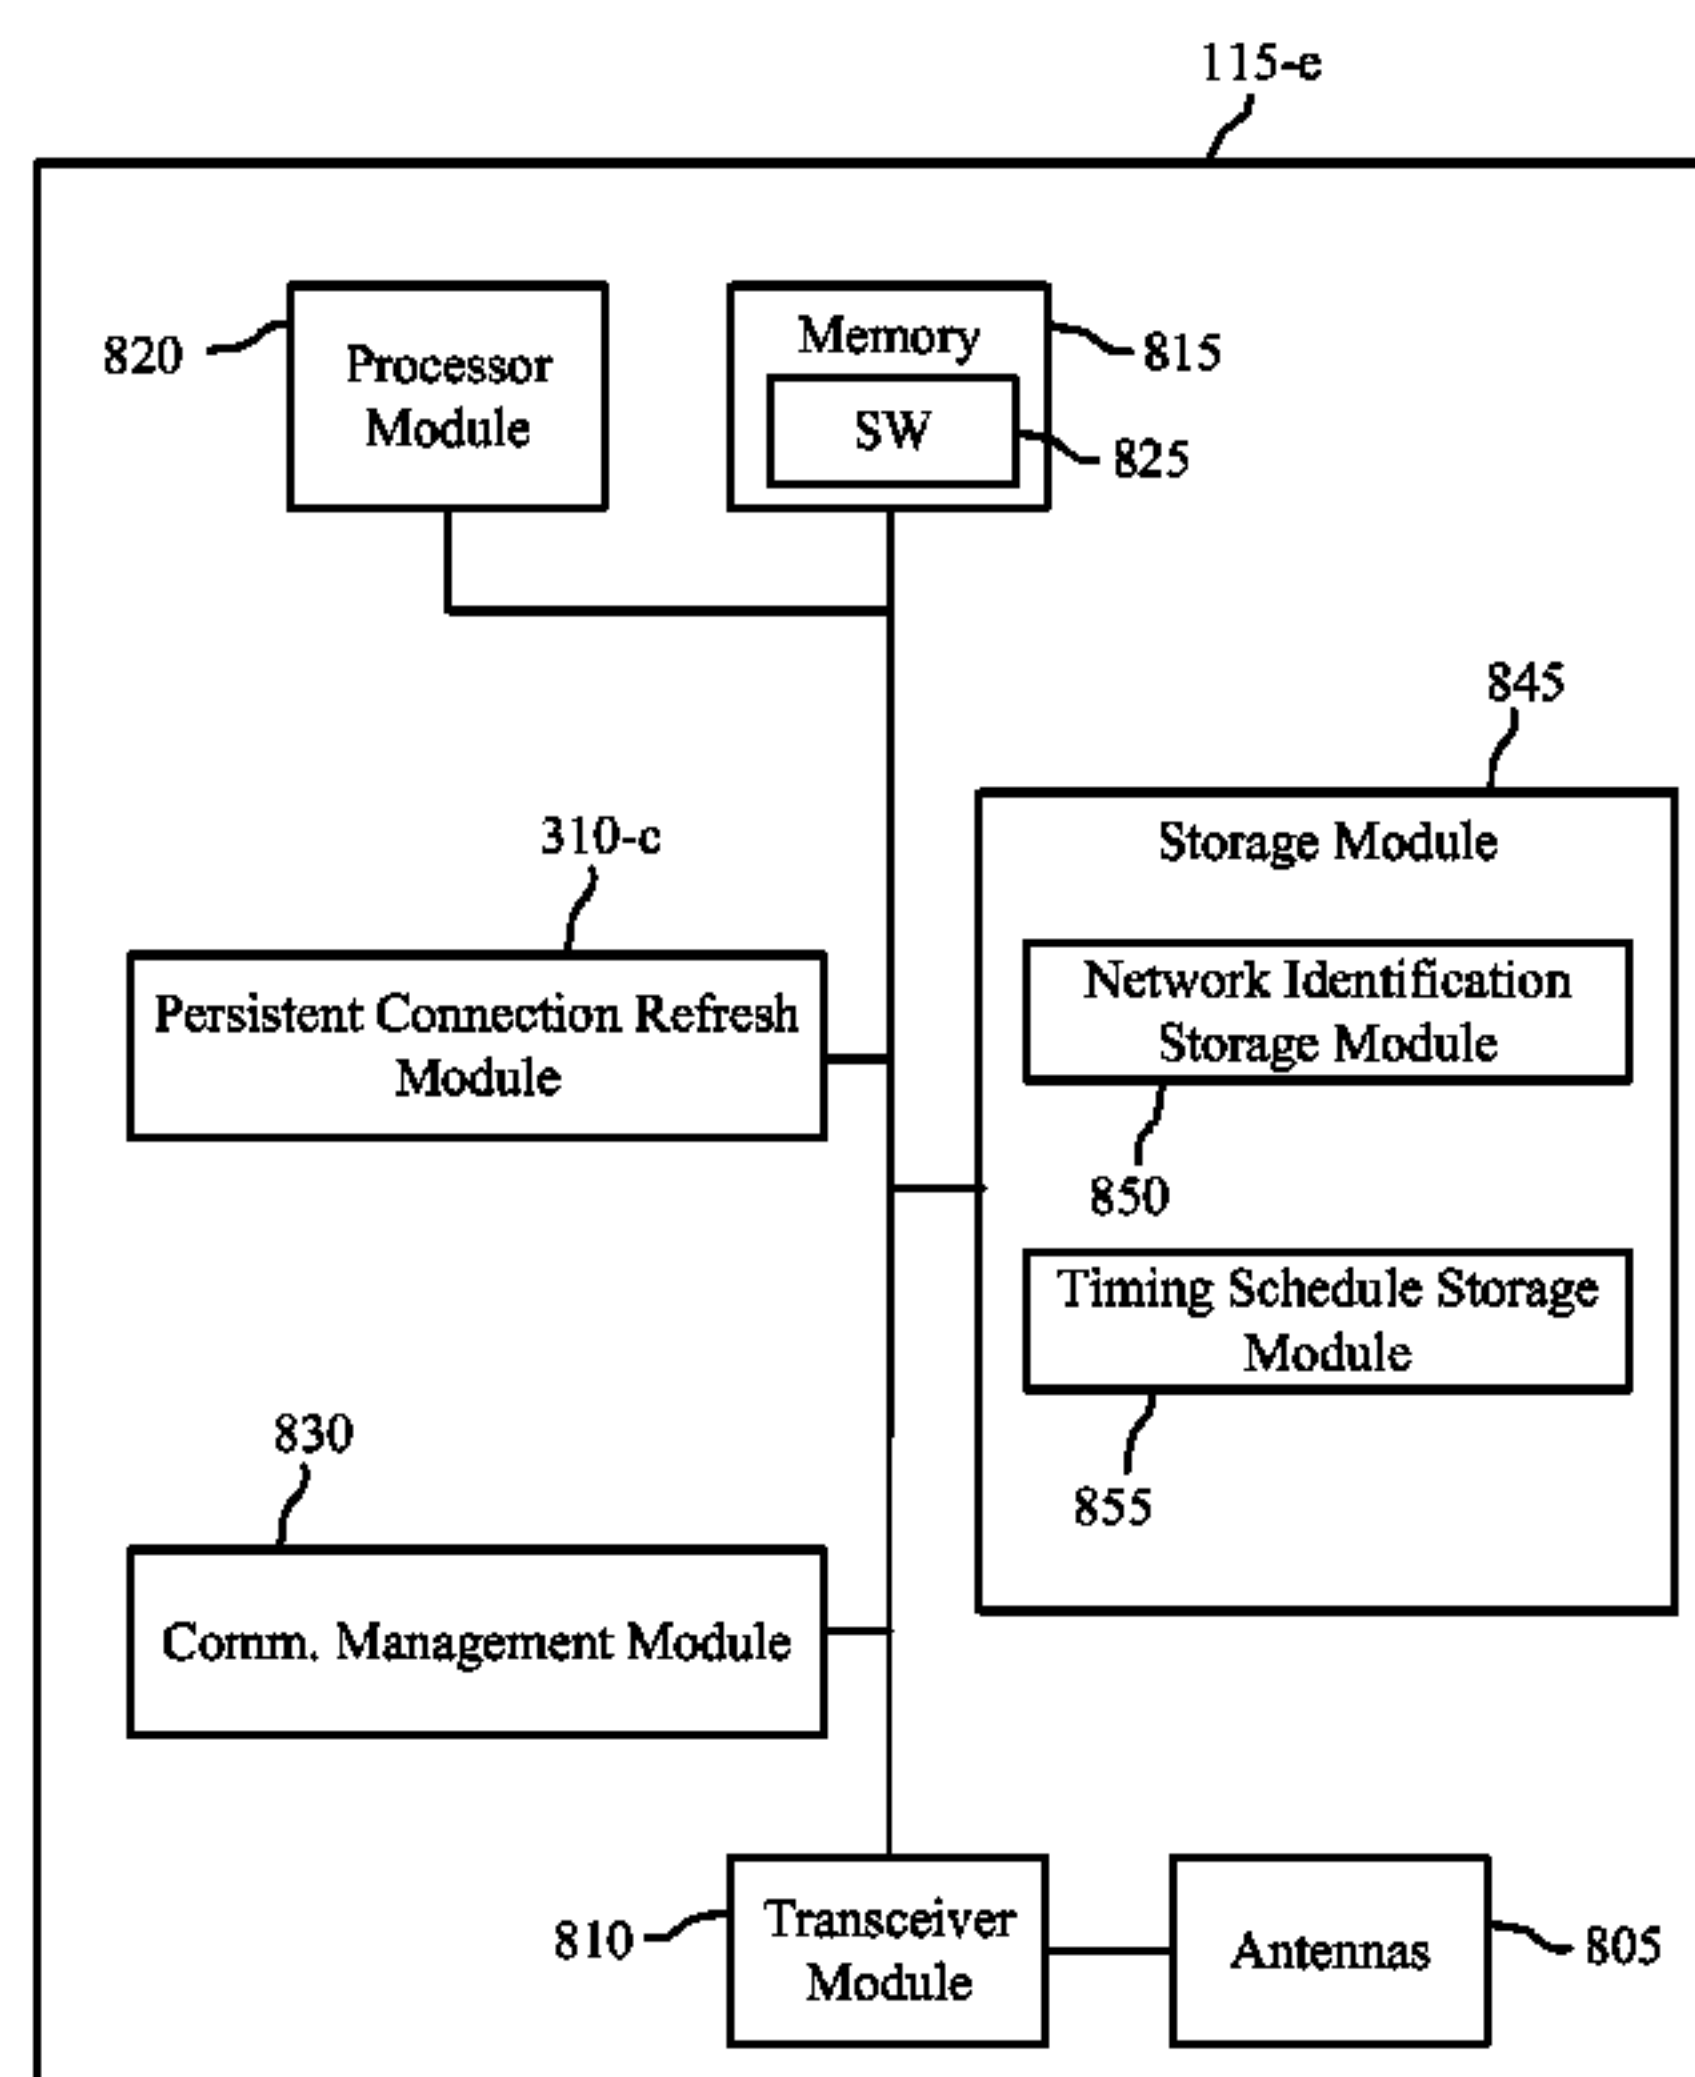 115-e
820
Processor
Module
Memory
SW
815
825
845
310-c
Storage Module
Persistent Connection Refresh
Module
Network Identification
Storage Module
850
Timing Schedule Storage
Module
855
830
Comm. Management Module
810
Transceiver
Module
Antennas
805